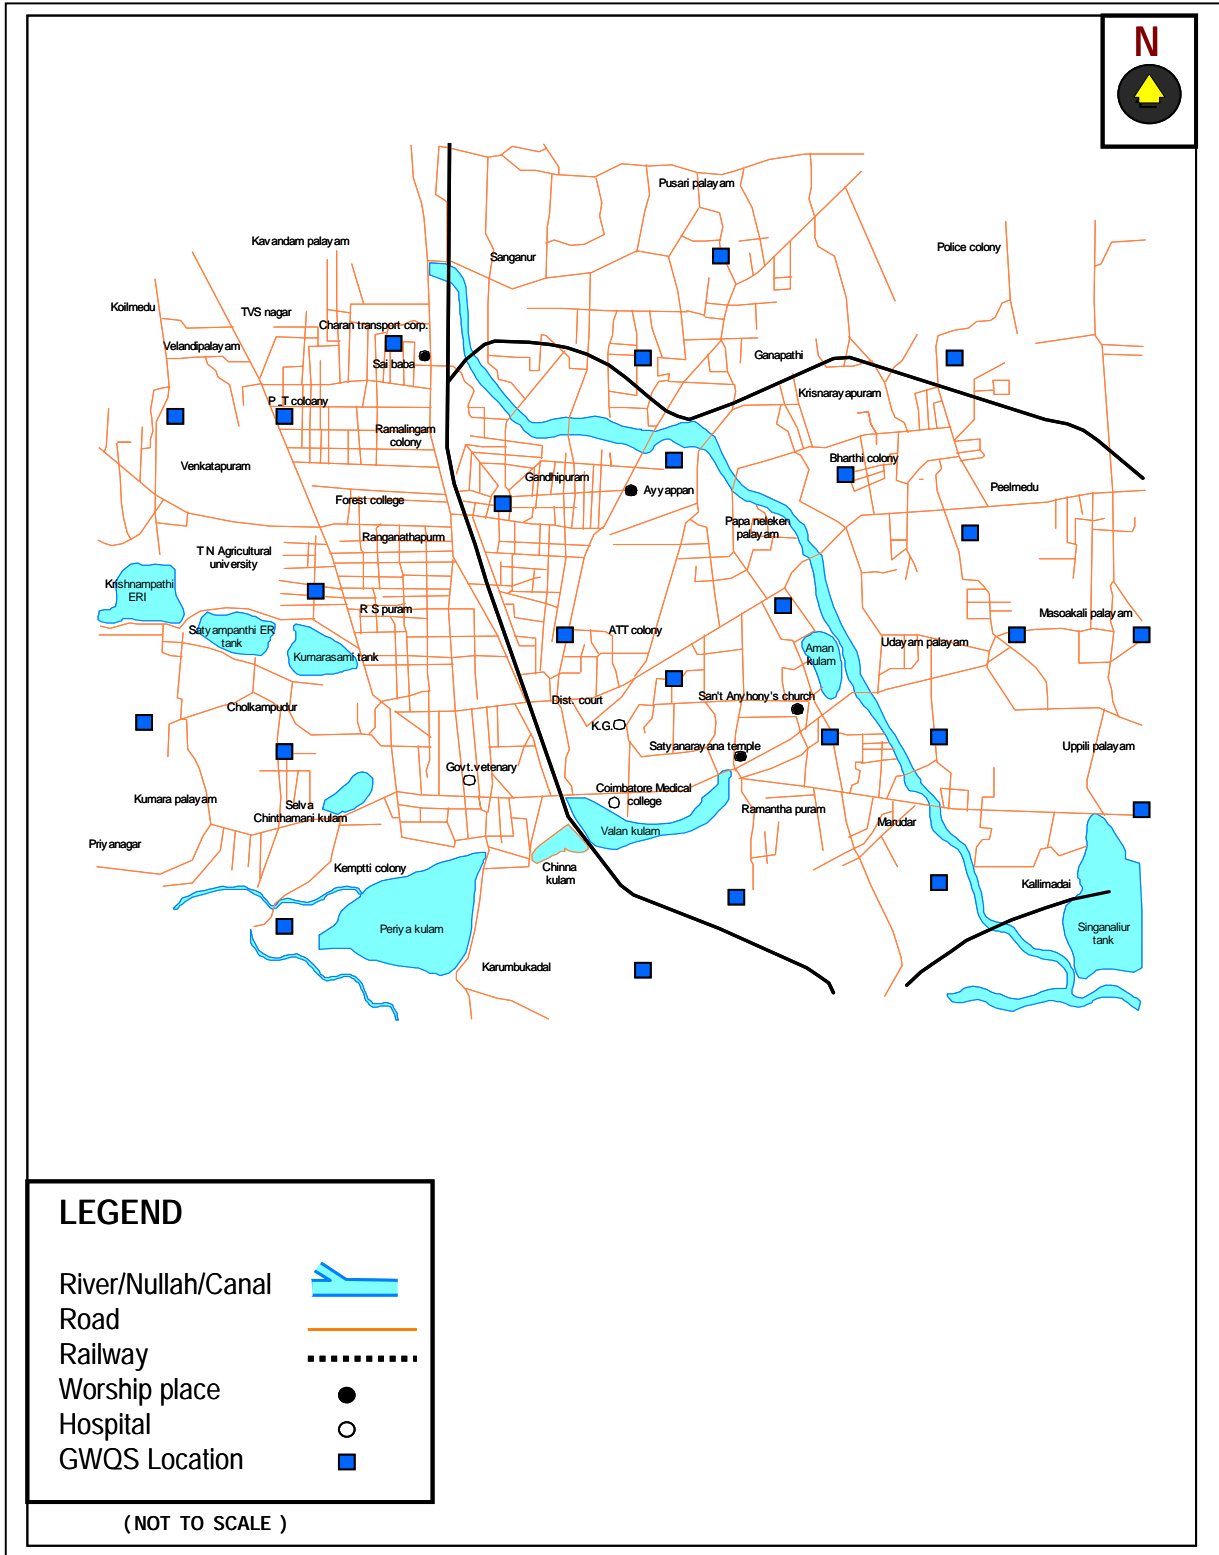 N
Pusari palayam
Kavandam palayam
Sanganur
Police colony
Koilmedu
TVS nagar
Charan transport corp.
Velandipalayam
Sai baba
Ganapathi
Krisnarayapuram
P_T coloany
Ramalingam
colony
Venkatapuram
Gandhipuram
Bharthi colony
Ayyappan
Peelmedu
Forest college
Ranganathapurm
Papa neleken
palayam
T N Agricultural
university
Krishnampathi
ERI
R S puram
Masoakali palayam
Satyampanthi ER
tank
ATT colony
Udayam palayam
Kumarasami tank
Aman
kulam
Dist. court
San't Anyhony's church
Cholkampudur
K.G.
Satyanarayana temple
Uppili palayam
Govt.vetenary
Coimbatore Medical
college
Kumara palayam
Selva
Chinthamani kulam
Ramantha puram
Marudar
Valan kulam
Priyanagar
Kemptti colony
Chinna
kulam
Kallimadai
Periya kulam
Singanaliur
tank
Karumbukadal
LEGEND
River/Nullah/Canal
Road
Railway
Worship place
Hospital
GWQS Location
(NOT TO SCALE )